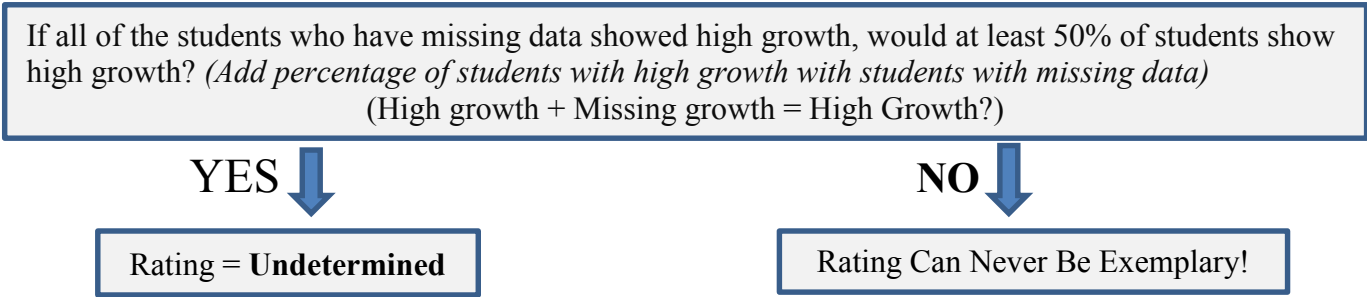 If all of the students who have missing data showed high growth, would at least 50% of students show
high growth? (Add percentage of students with high growth with students with missing data)
(High growth + Missing growth = High Growth?)
YES
NO
Rating = Undetermined
Rating Can Never Be Exemplary!